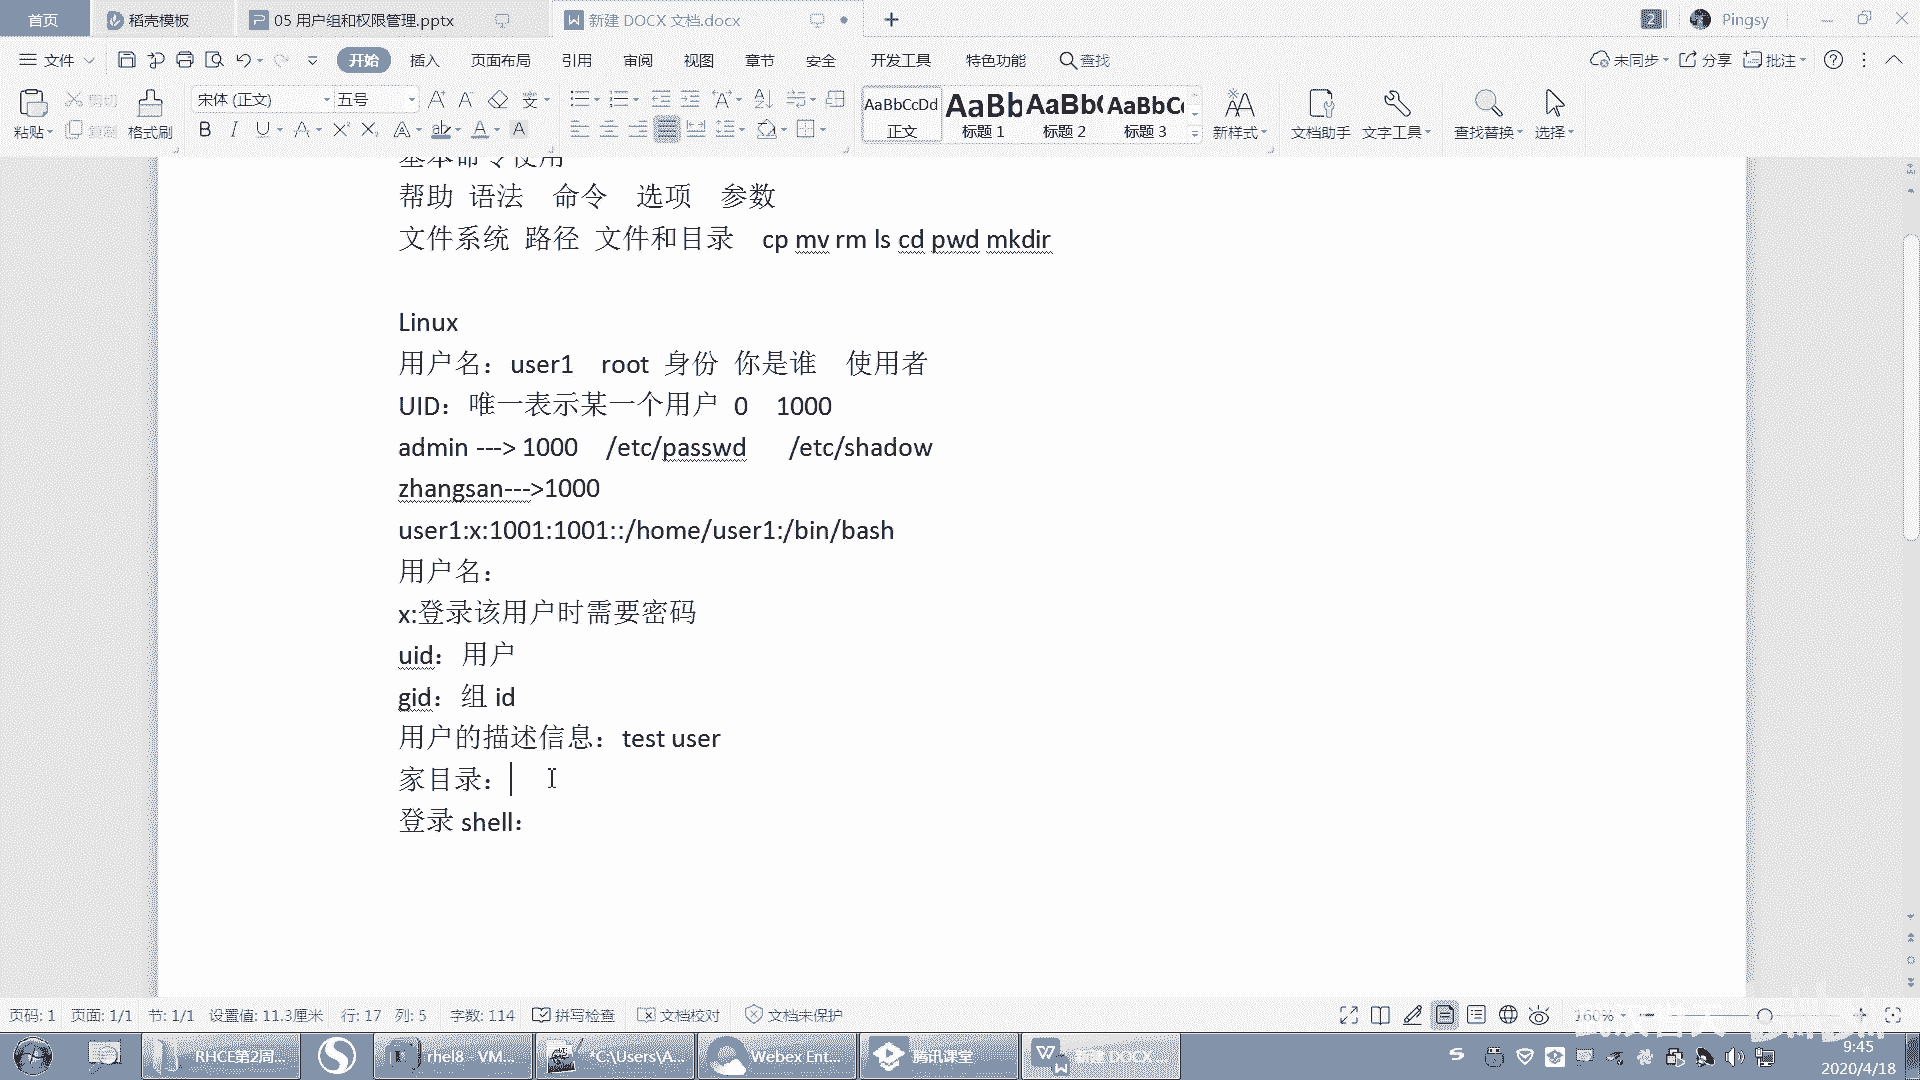 首页 稻壳模板 05 用户组和权限管理.pptx 新建 DOCX 文档.docx 2 Pingsy
文件 开始 插入 页面布局 引用 审阅 视图 章节 安全 开发工具 特色功能 查找 未同步 分享 批注
粘贴 剪切 复制 格式刷 宋体 (正文) 五号 AaBbCcDd 正文 AaBb 标题 1 AaBb 标题 2 AaBbC 标题 3 新样式 文档助手 文字工具 查找替换 选择
基本命令使用
帮助 语法 命令 选项 参数
文件系统 路径 文件和目录 cp mv rm ls cd pwd mkdir
Linux
用户名：user1 root 身份 你是谁 使用者
UID：唯一表示某一个用户 0 1000
admin ---> 1000 /etc/passwd /etc/shadow
zhangsan--->1000
user1:x:1001:1001::/home/user1:/bin/bash
用户名：
x:登录该用户时需要密码
uid：用户
gid：组 id
用户的描述信息：test user
家目录：
登录 shell：
页码: 1 页面: 1/1 节: 1/1 设置值: 11.3厘米 行: 17 列: 5 字数: 114 拼写检查 文档校对 文档未保护 160%
RHCE第2周... rhel8 - VM... *C:\Users\A... Webex Ent... 腾讯课堂 新建 DOCX ... 9:45
2020/4/18